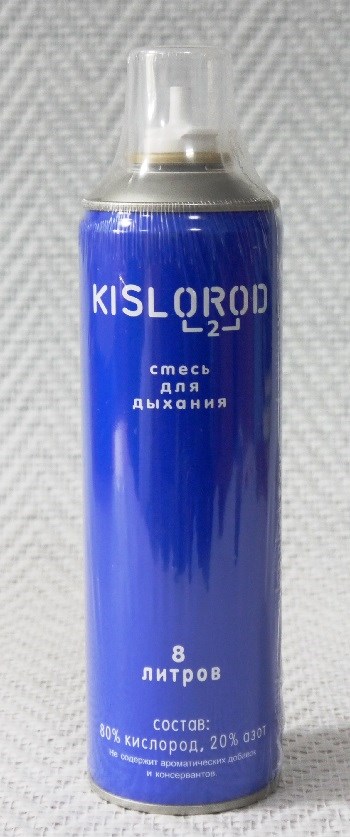 KISLOROD
2
смесь
для
дыхания
8
литров
состав:
80% кислород, 20% азот
Не содержит ароматических добавок
и консервантов.